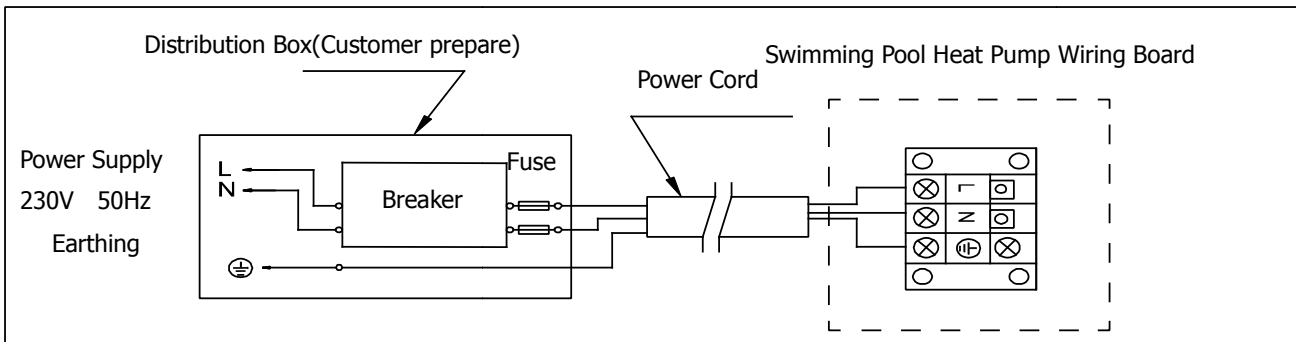 Distribution Box(Customer prepare)
Swimming Pool Heat Pump Wiring Board
Power Cord
Power Supply
230V 50Hz
Earthing
L
N
Fuse
Breaker
L
N